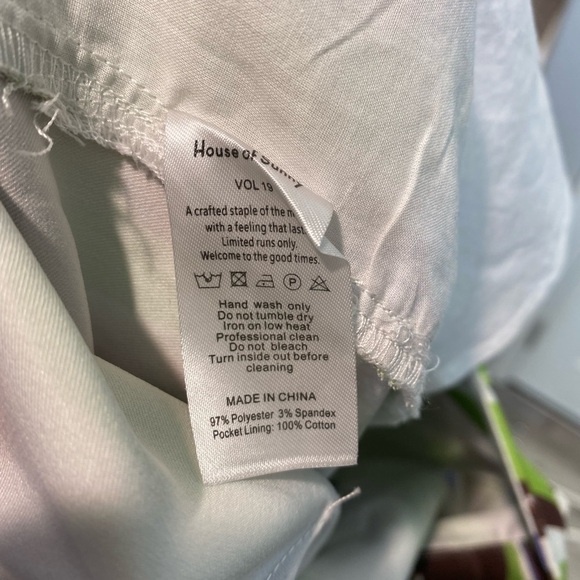 House of Sunny
VOL 19
A crafted staple of the
with a feeling that last
Limited runs only.
Welcome to the good times.
P
Hand wash only
Do not tumble dry
Iron on low heat
Professional clean
Do not bleach
Turn inside out before
cleaning
MADE IN CHINA
97% Polyester 3% Spandex
Pocket Lining: 100% Cotton